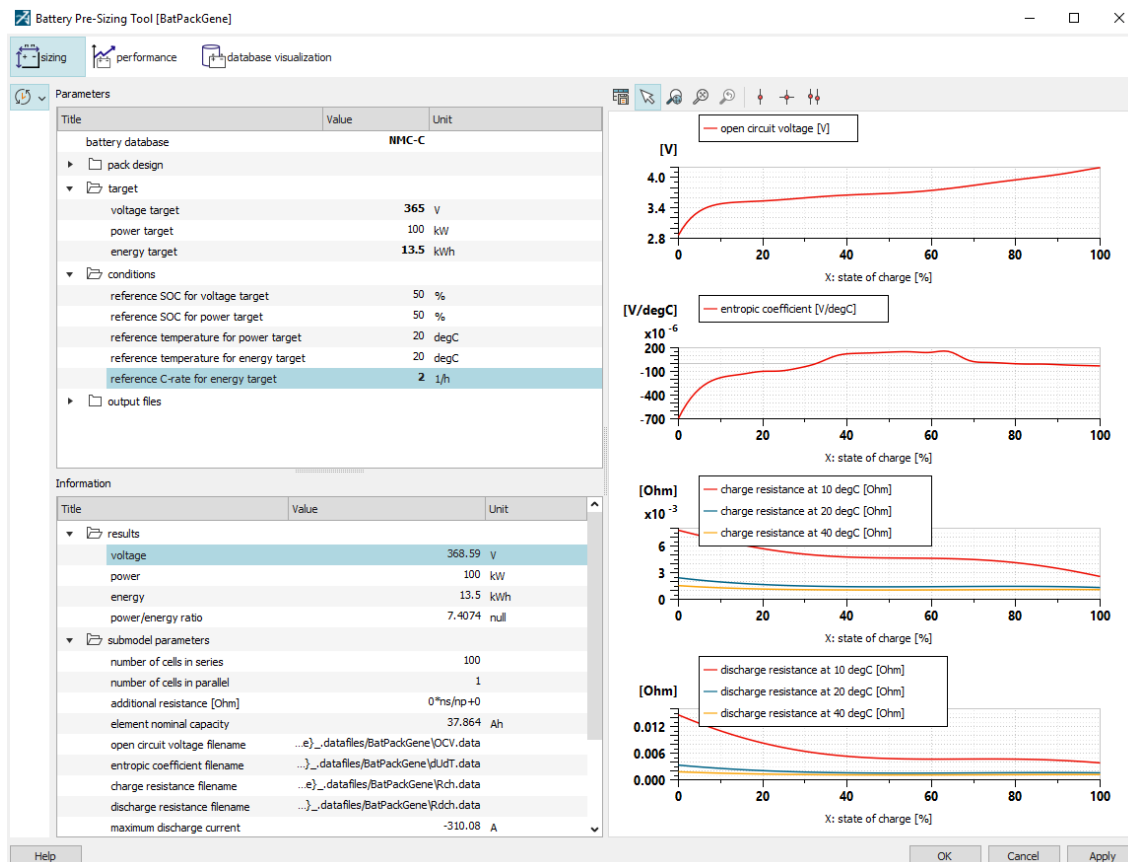 Battery Pre-Sizing Tool [BatPackGene]
sizing performance database visualization
Parameters
Title Value Unit
battery database NMC-C
pack design
target
voltage target 365 V
power target 100 kW
energy target 13.5 kWh
conditions
reference SOC for voltage target 50 %
reference SOC for power target 50 %
reference temperature for power target 20 degC
reference temperature for energy target 20 degC
reference C-rate for energy target 2 1/h
output files
Information
Title Value Unit
results
voltage 368.59 V
power 100 kW
energy 13.5 kWh
power/energy ratio 7.4074 null
submodel parameters
number of cells in series 100
number of cells in parallel 1
additional resistance [Ohm] 0*ns/np+0
element nominal capacity 37.864 Ah
open circuit voltage filename ...e}_.datafiles/BatPackGene\OCV.data
entropic coefficient filename ...}_.datafiles/BatPackGene\dUdT.data
charge resistance filename ...e}_.datafiles/BatPackGene\Rch.data
discharge resistance filename ...}_.datafiles/BatPackGene\Rdch.data
maximum discharge current -310.08 A
open circuit voltage [V]
[V]
4.0
3.4
2.8
0 20 40 60 80 100
X: state of charge [%]
[V/degC]
x10 -6
entropic coefficient [V/degC]
200
-100
-400
-700
0 20 40 60 80 100
X: state of charge [%]
[Ohm]
x10 -3
charge resistance at 10 degC [Ohm]
charge resistance at 20 degC [Ohm]
charge resistance at 40 degC [Ohm]
6
3
0
0 20 40 60 80 100
X: state of charge [%]
[Ohm]
discharge resistance at 10 degC [Ohm]
discharge resistance at 20 degC [Ohm]
discharge resistance at 40 degC [Ohm]
0.012
0.006
0.000
0 20 40 60 80 100
X: state of charge [%]
Help OK Cancel Apply